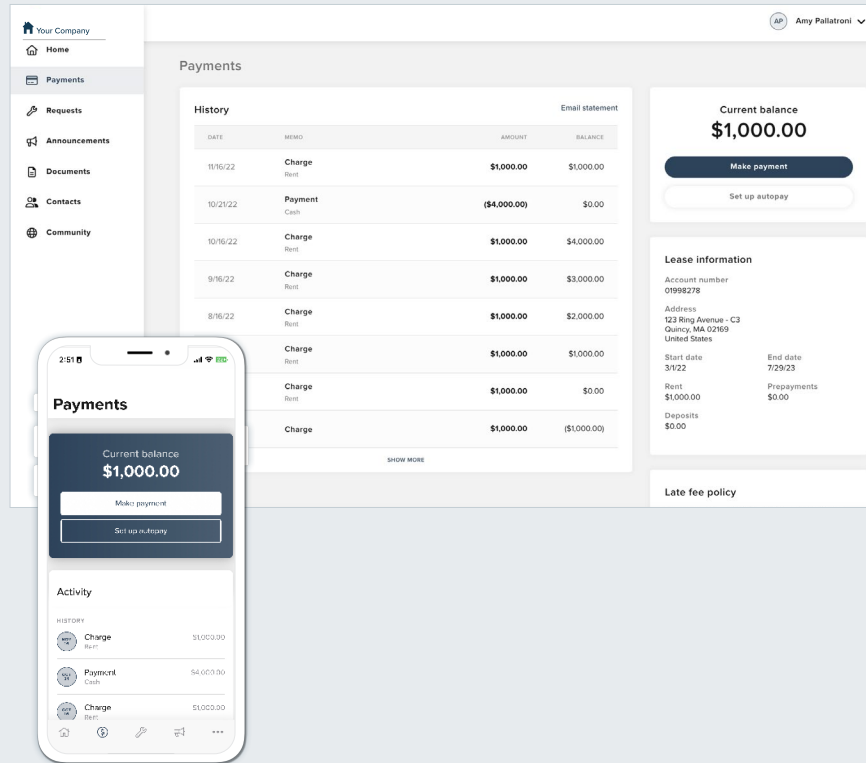 Your Company
Home
Payments
Requests
Announcements
Documents
Contacts
Community
AP Amy Pallatroni
Payments
History Email statement
DATE MEMO AMOUNT BALANCE
11/16/22 Charge $1,000.00 $1,000.00
Rent
10/21/22 Payment ($4,000.00) $0.00
Cash
10/16/22 Charge $1,000.00 $4,000.00
Rent
9/16/22 Charge $1,000.00 $3,000.00
Rent
8/16/22 Charge $1,000.00 $2,000.00
Rent
Charge $1,000.00 $1,000.00
Rent
Charge $1,000.00 $0.00
Rent
Charge $1,000.00 ($1,000.00)
SHOW MORE
Current balance
$1,000.00
Make payment
Set up autopay
Lease information
Account number
01998278
Address
123 Ring Avenue - C3
Quincy, MA 02169
United States
Start date End date
3/1/22 7/29/23
Rent Prepayments
$1,000.00 $0.00
Deposits
$0.00
Late fee policy
2:51
Payments
Current balance
$1,000.00
Make payment
Set up autopay
Activity
HISTORY
Charge $1,000.00
Rent
Payment $4,000.00
Cash
Charge $1,000.00
Rent